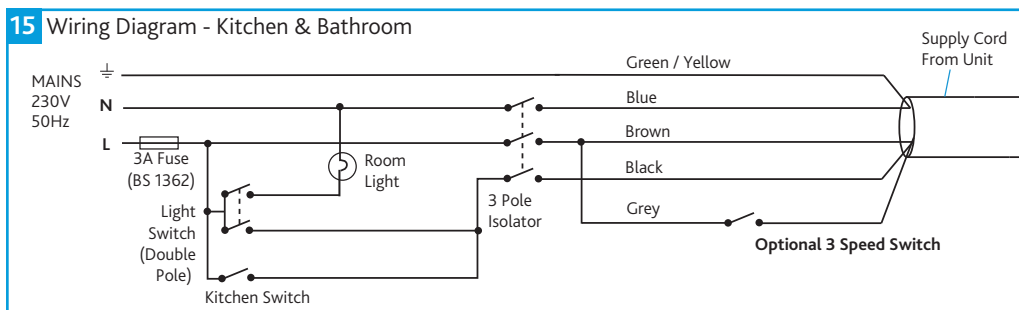 15 Wiring Diagram - Kitchen & Bathroom
Supply Cord
From Unit
MAINS
230V
50Hz
N
L
Green / Yellow
Blue
Brown
Black
Grey
3A Fuse
(BS 1362)
Room
Light
Light
Switch
(Double
Pole)
3 Pole
Isolator
Optional 3 Speed Switch
Kitchen Switch